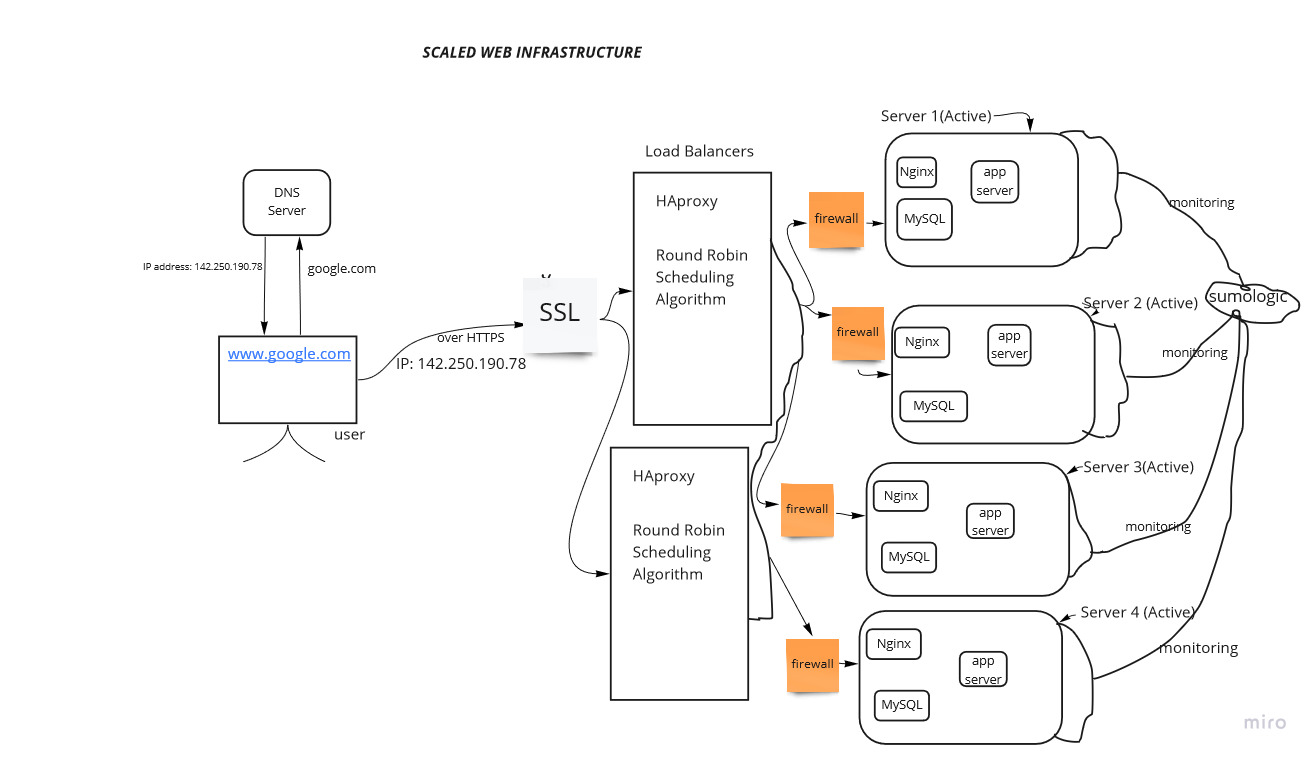 SCALED WEB INFRASTRUCTURE
DNS
Server
IP address: 142.250.190.78
google.com
www.google.com
user
over HTTPS
IP: 142.250.190.78
SSL
Load Balancers
HAproxy
Round Robin
Scheduling
Algorithm
HAproxy
Round Robin
Scheduling
Algorithm
firewall
firewall
firewall
firewall
Server 1(Active)
Nginx
app
server
MySQL
Server 2 (Active)
Nginx
app
server
MySQL
Server 3(Active)
Nginx
app
server
MySQL
Server 4 (Active)
Nginx
app
server
MySQL
monitoring
sumologic
monitoring
monitoring
monitoring
miro